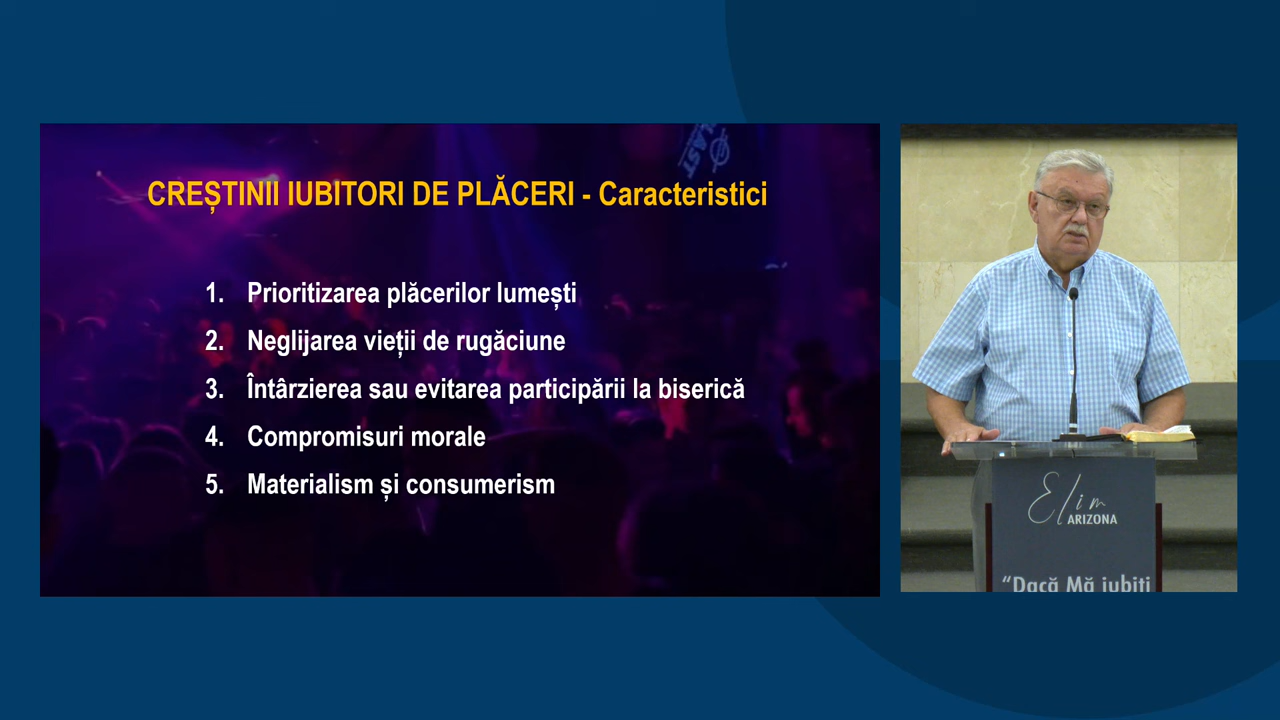 CREȘTINII IUBITORI DE PLĂCERI - Caracteristici
1. Prioritizarea plăcerilor lumești
2. Neglijarea vieții de rugăciune
3. Întârzierea sau evitarea participării la biserică
4. Compromisuri morale
5. Materialism și consumerism
Elim
ARIZONA
“Dacă Mă iubiți